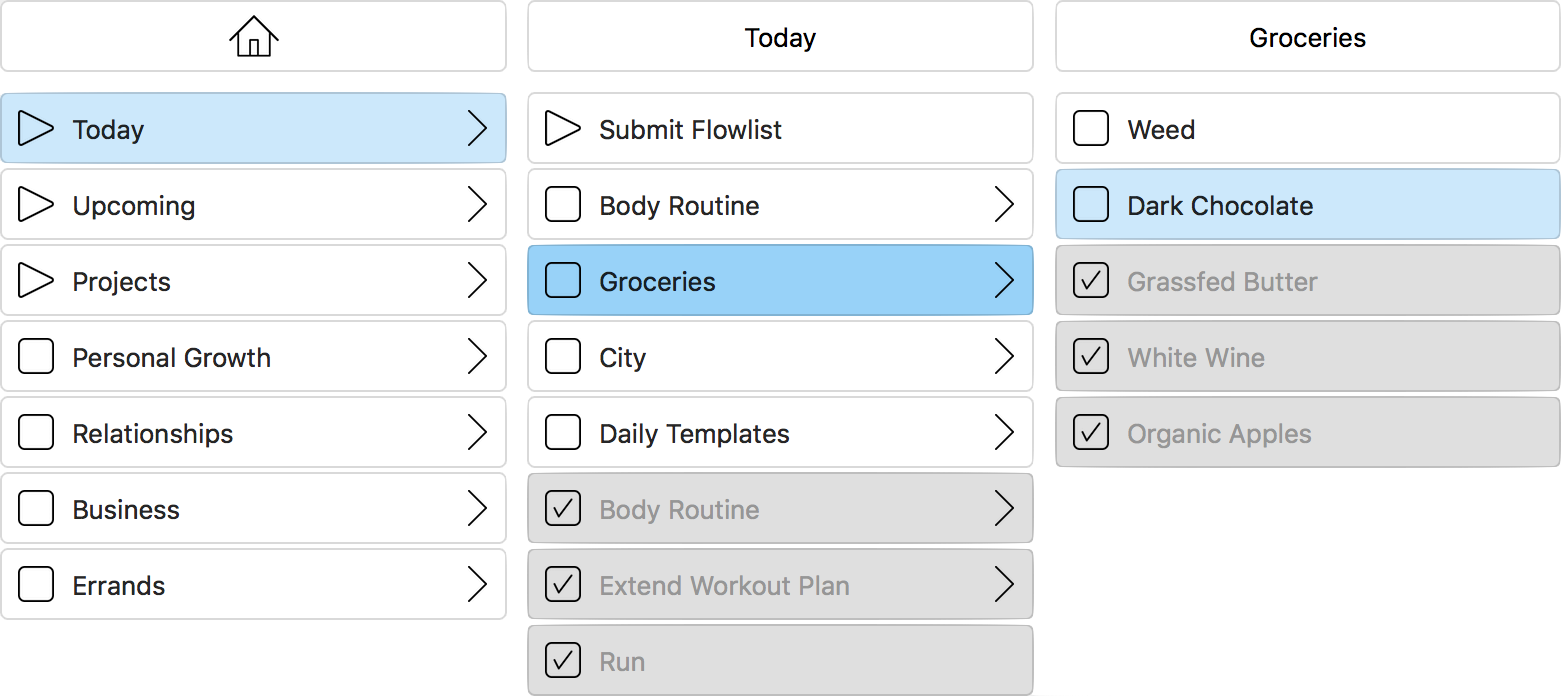 Today
Groceries
Today
Upcoming
Projects
Personal Growth
Relationships
Business
Errands
Submit Flowlist
Body Routine
Groceries
City
Daily Templates
Body Routine
Extend Workout Plan
Run
Weed
Dark Chocolate
Grassfed Butter
White Wine
Organic Apples